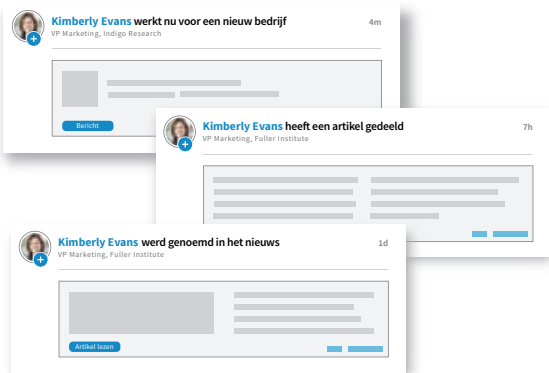 Kimberly Evans werkt nu voor een nieuw bedrijf 4m
VP Marketing, Indigo Research
Bericht
Kimberly Evans heeft een artikel gedeeld 7h
VP Marketing, Fuller Institute
Kimberly Evans werd genoemd in het nieuws 1d
VP Marketing, Fuller Institute
Artikel lezen